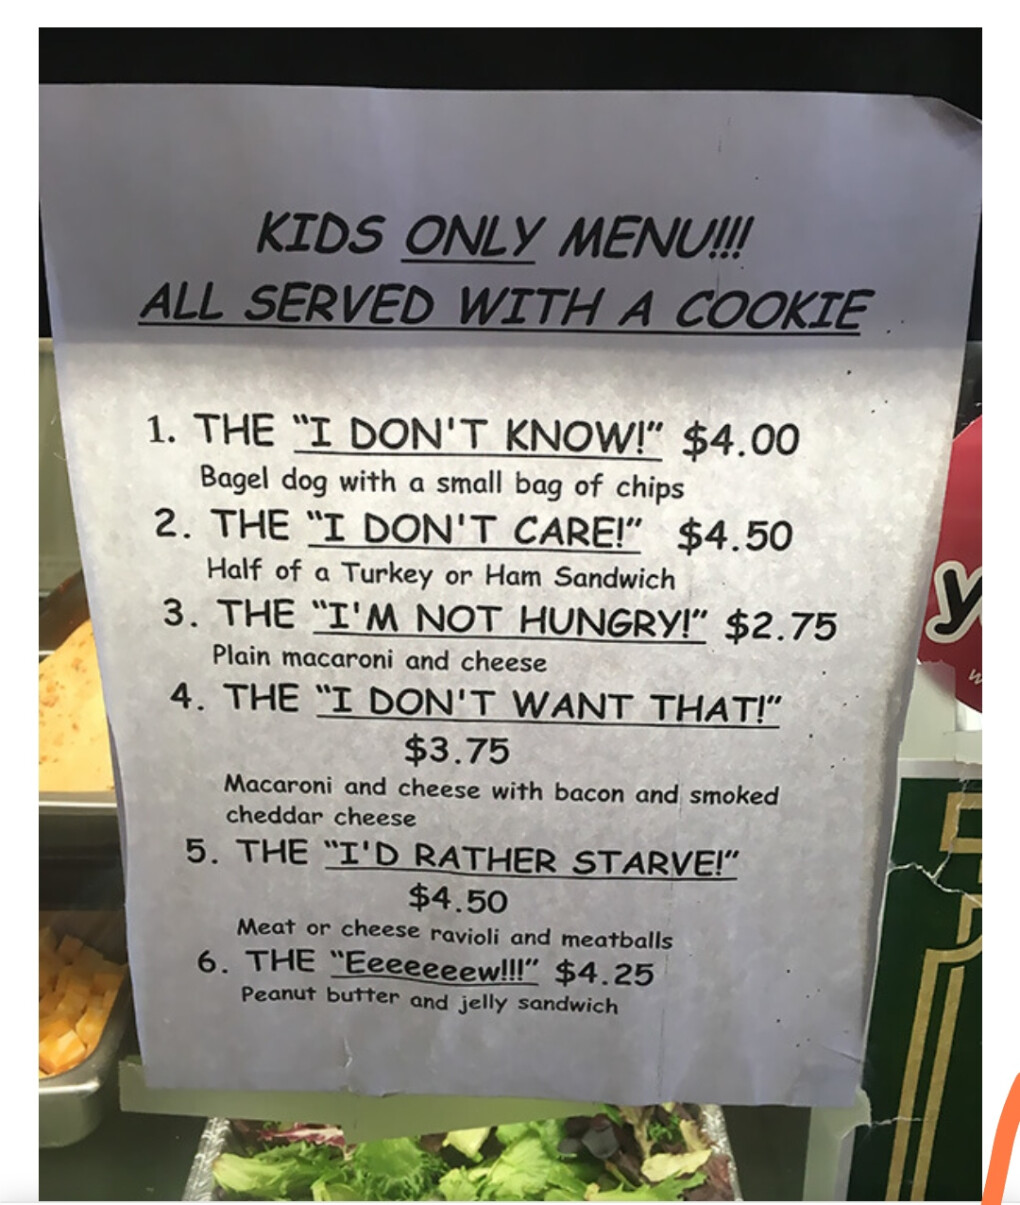 KIDS ONLY MENU!!!
ALL SERVED WITH A COOKIE
1. THE "I DON'T KNOW!" $4.00
Bagel dog with a small bag of chips
2. THE "I DON'T CARE!" $4.50
Half of a Turkey or Ham Sandwich
3. THE "I'M NOT HUNGRY!" $2.75
Plain macaroni and cheese
4. THE "I DON'T WANT THAT!"
$3.75
Macaroni and cheese with bacon and smoked
cheddar cheese
5. THE "I'D RATHER STARVE!"
$4.50
Meat or cheese ravioli and meatballs
6. THE "Eeeeeeew!!!" $4.25
Peanut butter and jelly sandwich